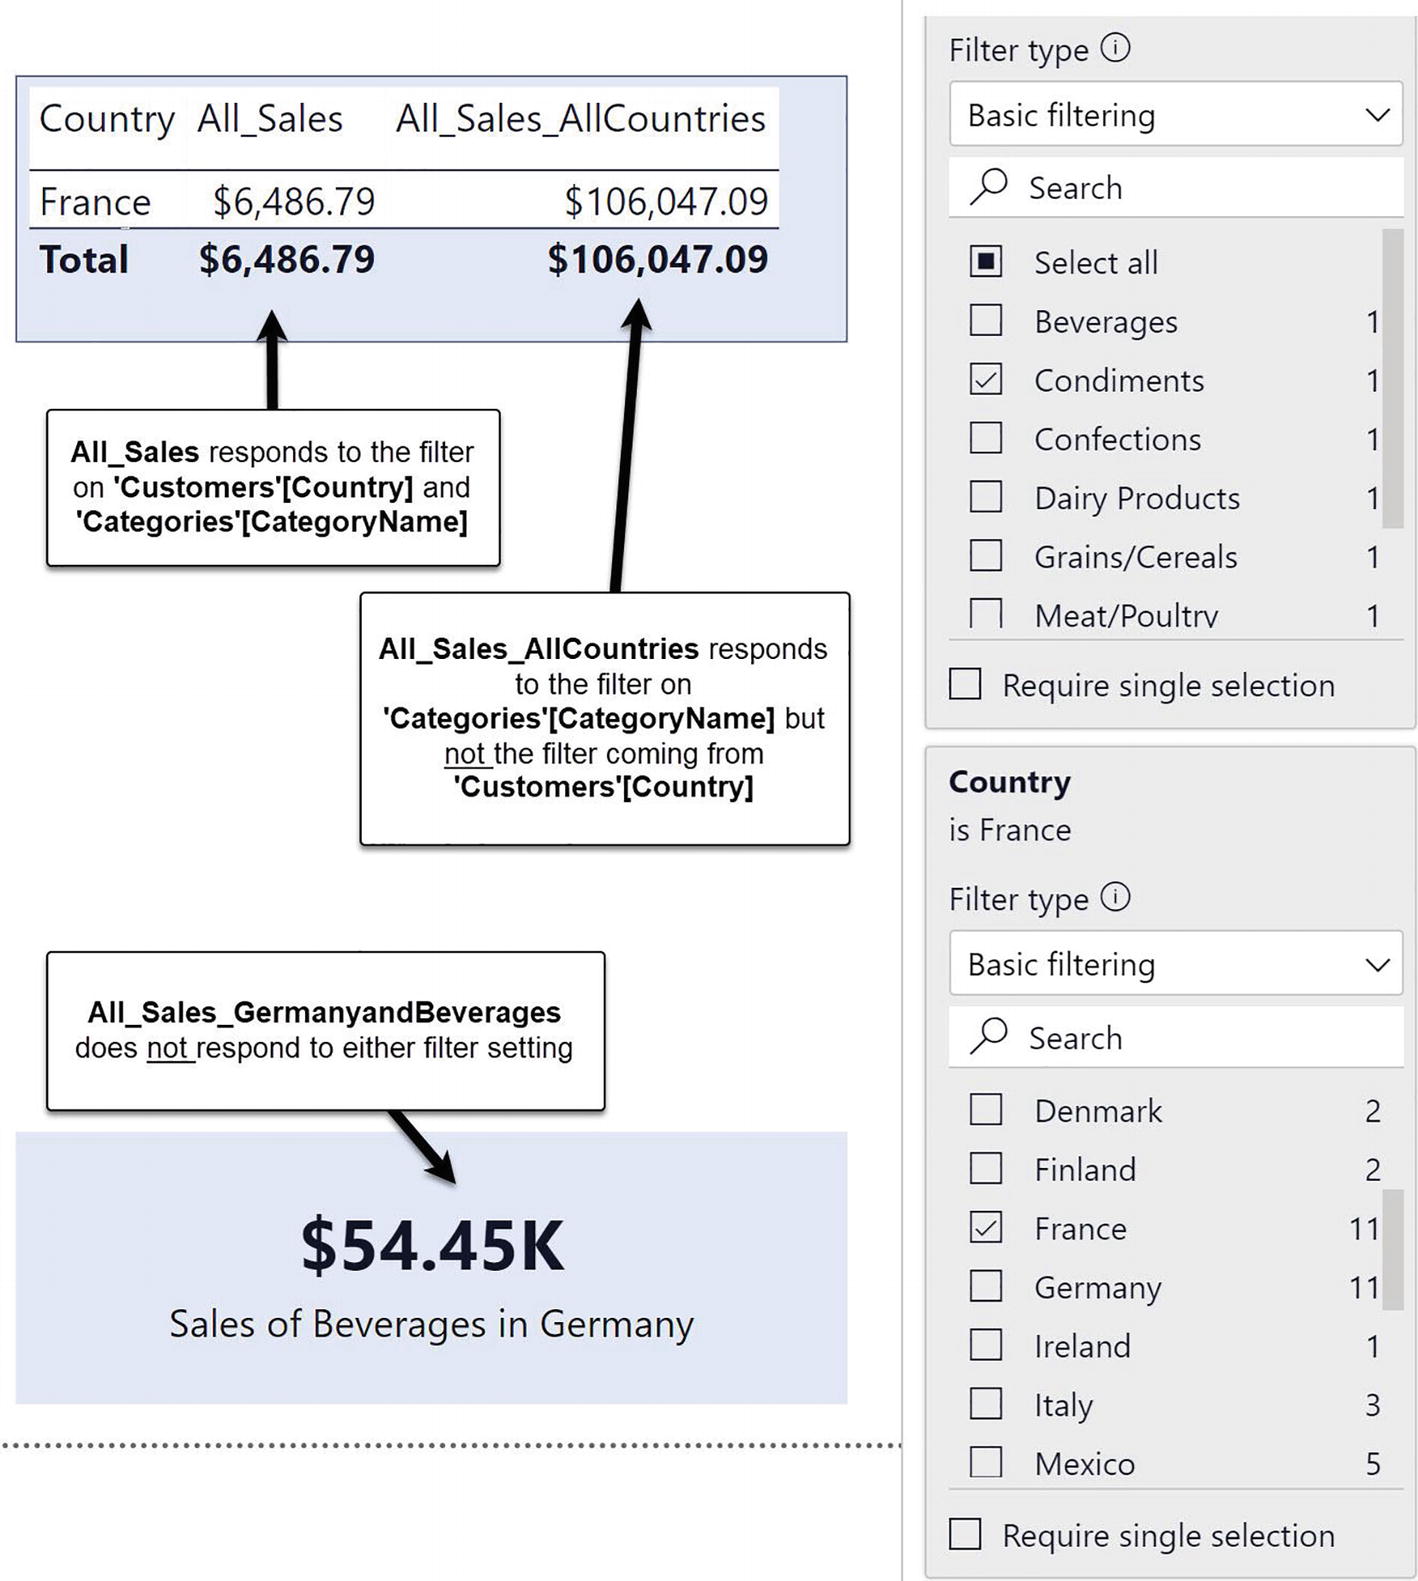 Country All_Sales All_Sales_AllCountries
France $6,486.79 $106,047.09
Total $6,486.79 $106,047.09
All_Sales responds to the filter
on 'Customers'[Country] and
'Categories'[CategoryName]
All_Sales_AllCountries responds
to the filter on
'Categories'[CategoryName] but
not the filter coming from
'Customers'[Country]
All_Sales_GermanyandBeverages
does not respond to either filter setting
$54.45K
Sales of Beverages in Germany
Filter type
Basic filtering
Search
Select all
Beverages 1
Condiments 1
Confections 1
Dairy Products 1
Grains/Cereals 1
Meat/Poultry 1
Require single selection
Country
is France
Filter type
Basic filtering
Search
Denmark 2
Finland 2
France 11
Germany 11
Ireland 1
Italy 3
Mexico 5
Require single selection